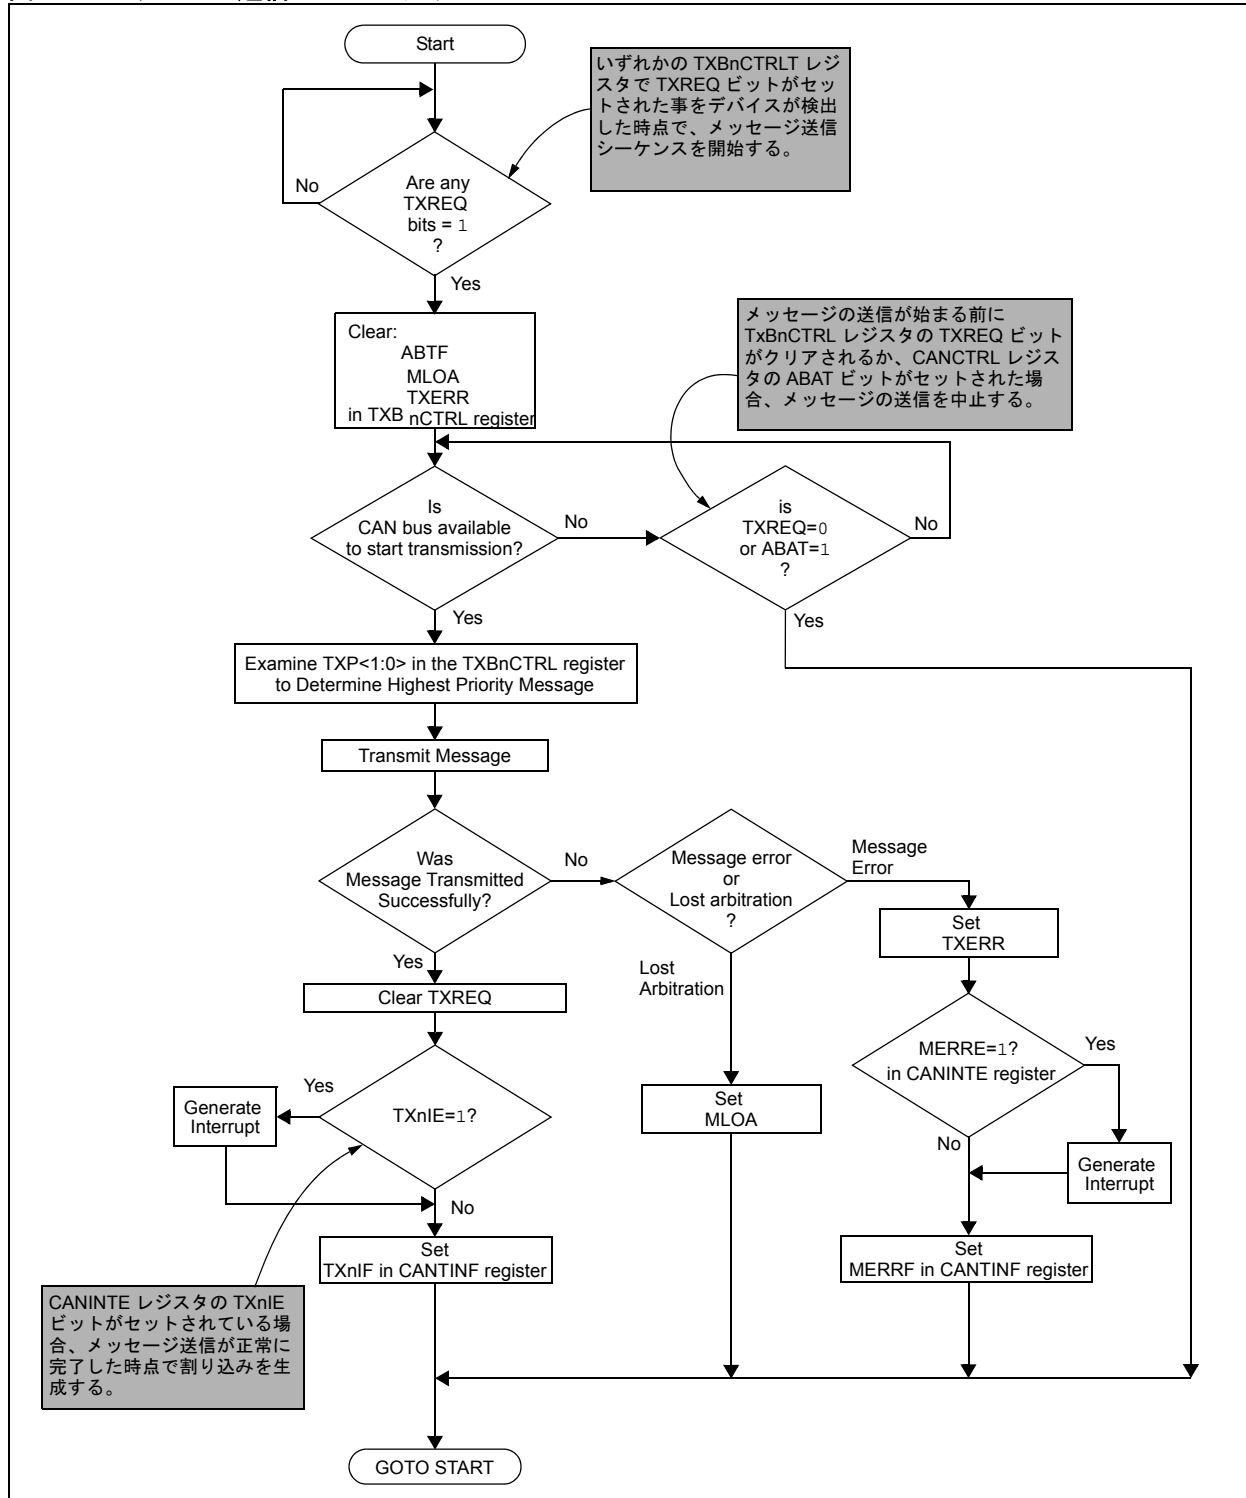 Start
いずれかの TXBnCTRLT レジ
スタで TXREQ ビットがセッ
トされた事をデバイスが検出
した時点で、メッセージ送信
シーケンスを開始する。
No
Are any
TXREQ
bits = 1
?
Yes
Clear:
ABTF
MLOA
TXERR
in TXB nCTRL register
メッセージの送信が始まる前に
TxBnCTRL レジスタの TXREQ ビット
がクリアされるか、CANCTRL レジス
タの ABAT ビットがセットされた場
合、メッセージの送信を中止する。
Is
CAN bus available
to start transmission?
No
is
TXREQ=0
or ABAT=1
?
No
Yes
Yes
Examine TXP<1:0> in the TXBnCTRL register
to Determine Highest Priority Message
Transmit Message
Was
Message Transmitted
Successfully?
No
Message error
or
Lost arbitration
?
Message
Error
Set
TXERR
Yes
Lost
Arbitration
Clear TXREQ
MERRE=1?
in CANINTE register
Yes
Yes
Generate
Interrupt
TXnIE=1?
Set
MLOA
No
Generate
Interrupt
No
Set
TXnIF in CANTINF register
Set
MERRF in CANTINF register
CANINTE レジスタの TXnIE
ビットがセットされている場
合、メッセージ送信が正常に
完了した時点で割り込みを生
成する。
GOTO START